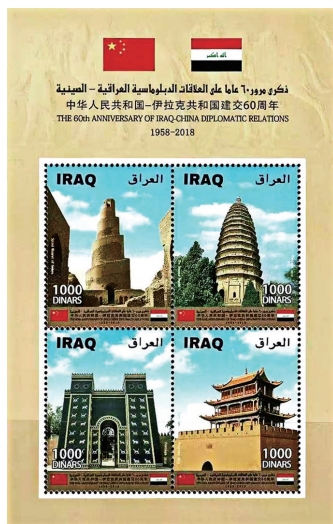 الله اكبر
ذكرى مرور ٦٠ عاما على العلاقات الدبلوماسية العراقية - الصينية
中华人民共和国-伊拉克共和国建交60周年
THE 60th ANNIVERSARY OF IRAQ-CHINA DIPLOMATIC RELATIONS
1958-2018
IRAQ العراق
1000
DINARS
IRAQ العراق
1000
DINARS
IRAQ العراق
1000
DINARS
IRAQ العراق
1000
DINARS